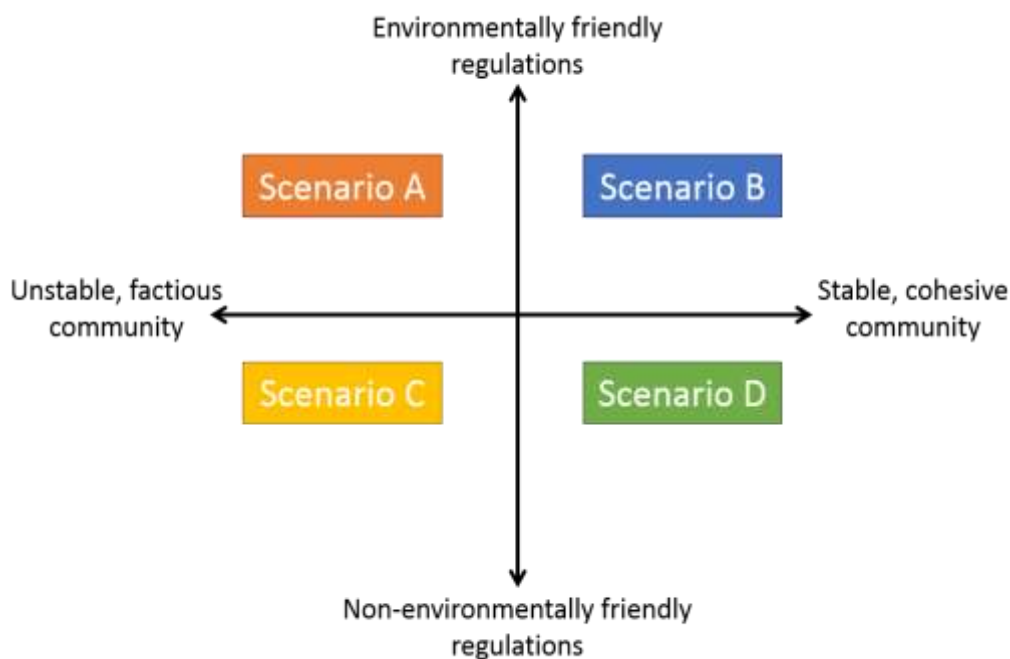 Environmentally friendly
regulations
Scenario A
Scenario B
Unstable, factious
community
Stable, cohesive
community
Scenario C
Scenario D
Non-environmentally friendly
regulations